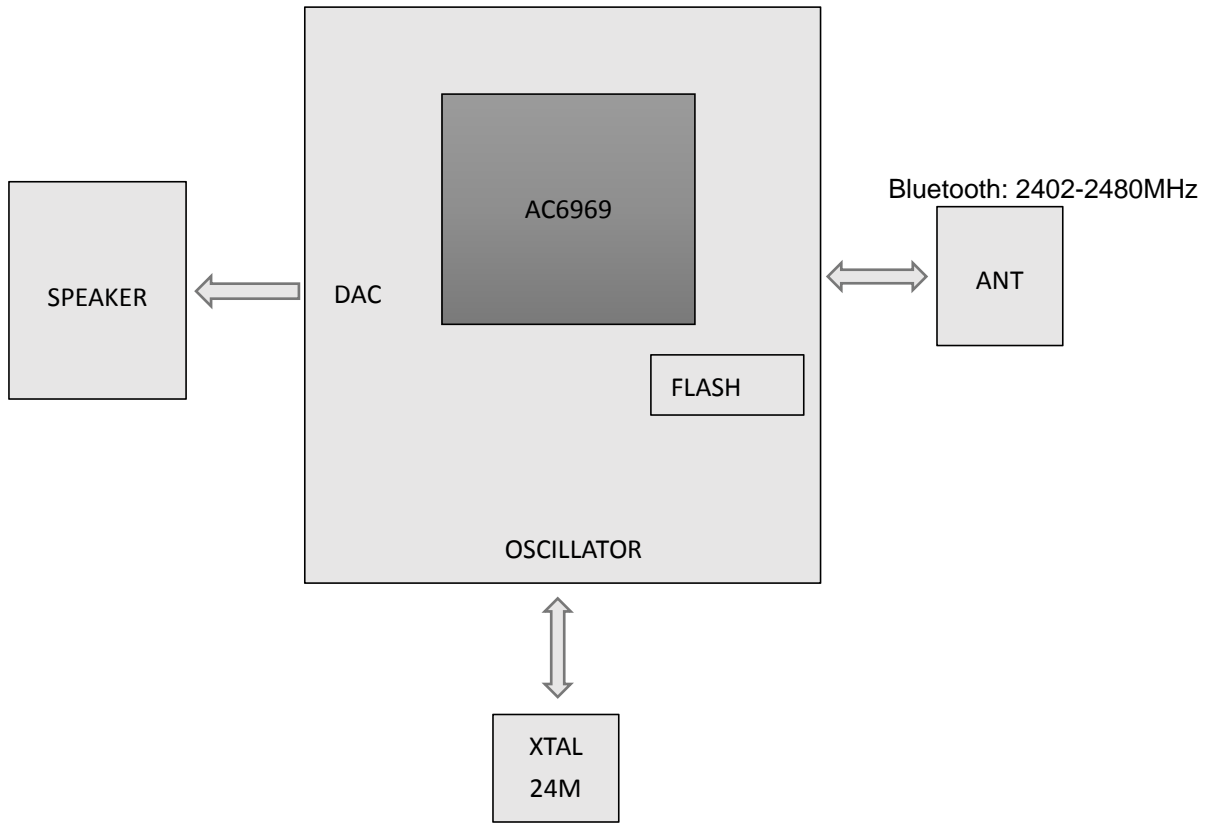 AC6969
Bluetooth: 2402-2480MHz
SPEAKER
DAC
ANT
FLASH
OSCILLATOR
XTAL
24M